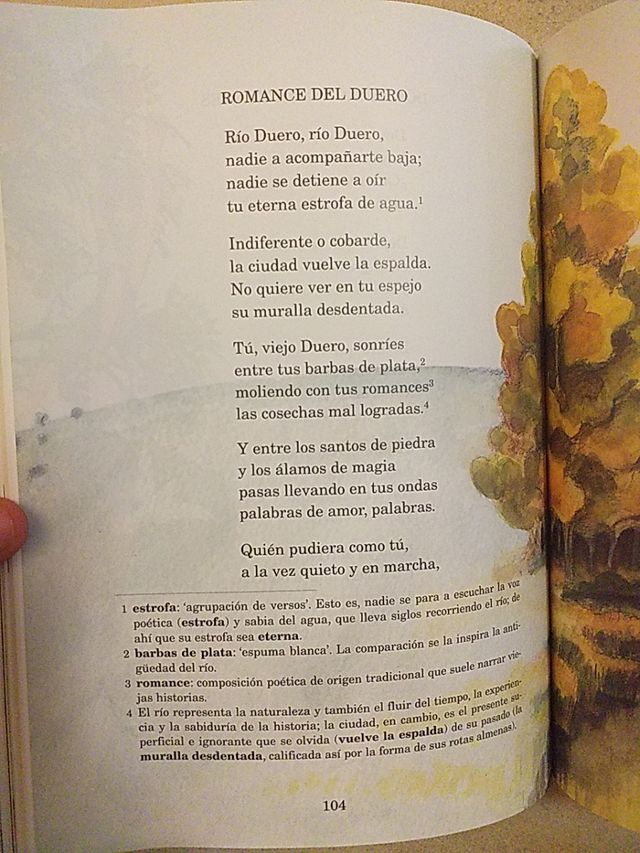 ROMANCE DEL DUERO
Río Duero, río Duero,
nadie a acompañarte baja;
nadie se detiene a oír
tu eterna estrofa de agua.¹
Indiferente o cobarde,
la ciudad vuelve la espalda.
No quiere ver en tu espejo
su muralla desdentada.
Tú, viejo Duero, sonríes
entre tus barbas de plata,²
moliendo con tus romances³
las cosechas mal logradas.⁴
Y entre los santos de piedra
y los álamos de magia
pasas llevando en tus ondas
palabras de amor, palabras.
Quién pudiera como tú,
a la vez quieto y en marcha,
1 estrofa: ‘agrupación de versos’. Esto es, nadie se para a escuchar la voz
poética (estrofa) y sabia del agua, que lleva siglos recorriendo el río; de
ahí que su estrofa sea eterna.
2 barbas de plata: ‘espuma blanca’. La comparación se la inspira la anti-
güedad del río.
3 romance: composición poética de origen tradicional que suele narrar vie-
jas historias.
4 El río representa la naturaleza y también el fluir del tiempo, la experien-
cia y la sabiduría de la historia; la ciudad, en cambio, es el presente su-
perficial e ignorante que se olvida (vuelve la espalda) de su pasado (la
muralla desdentada, calificada así por la forma de sus rotas almenas).
104